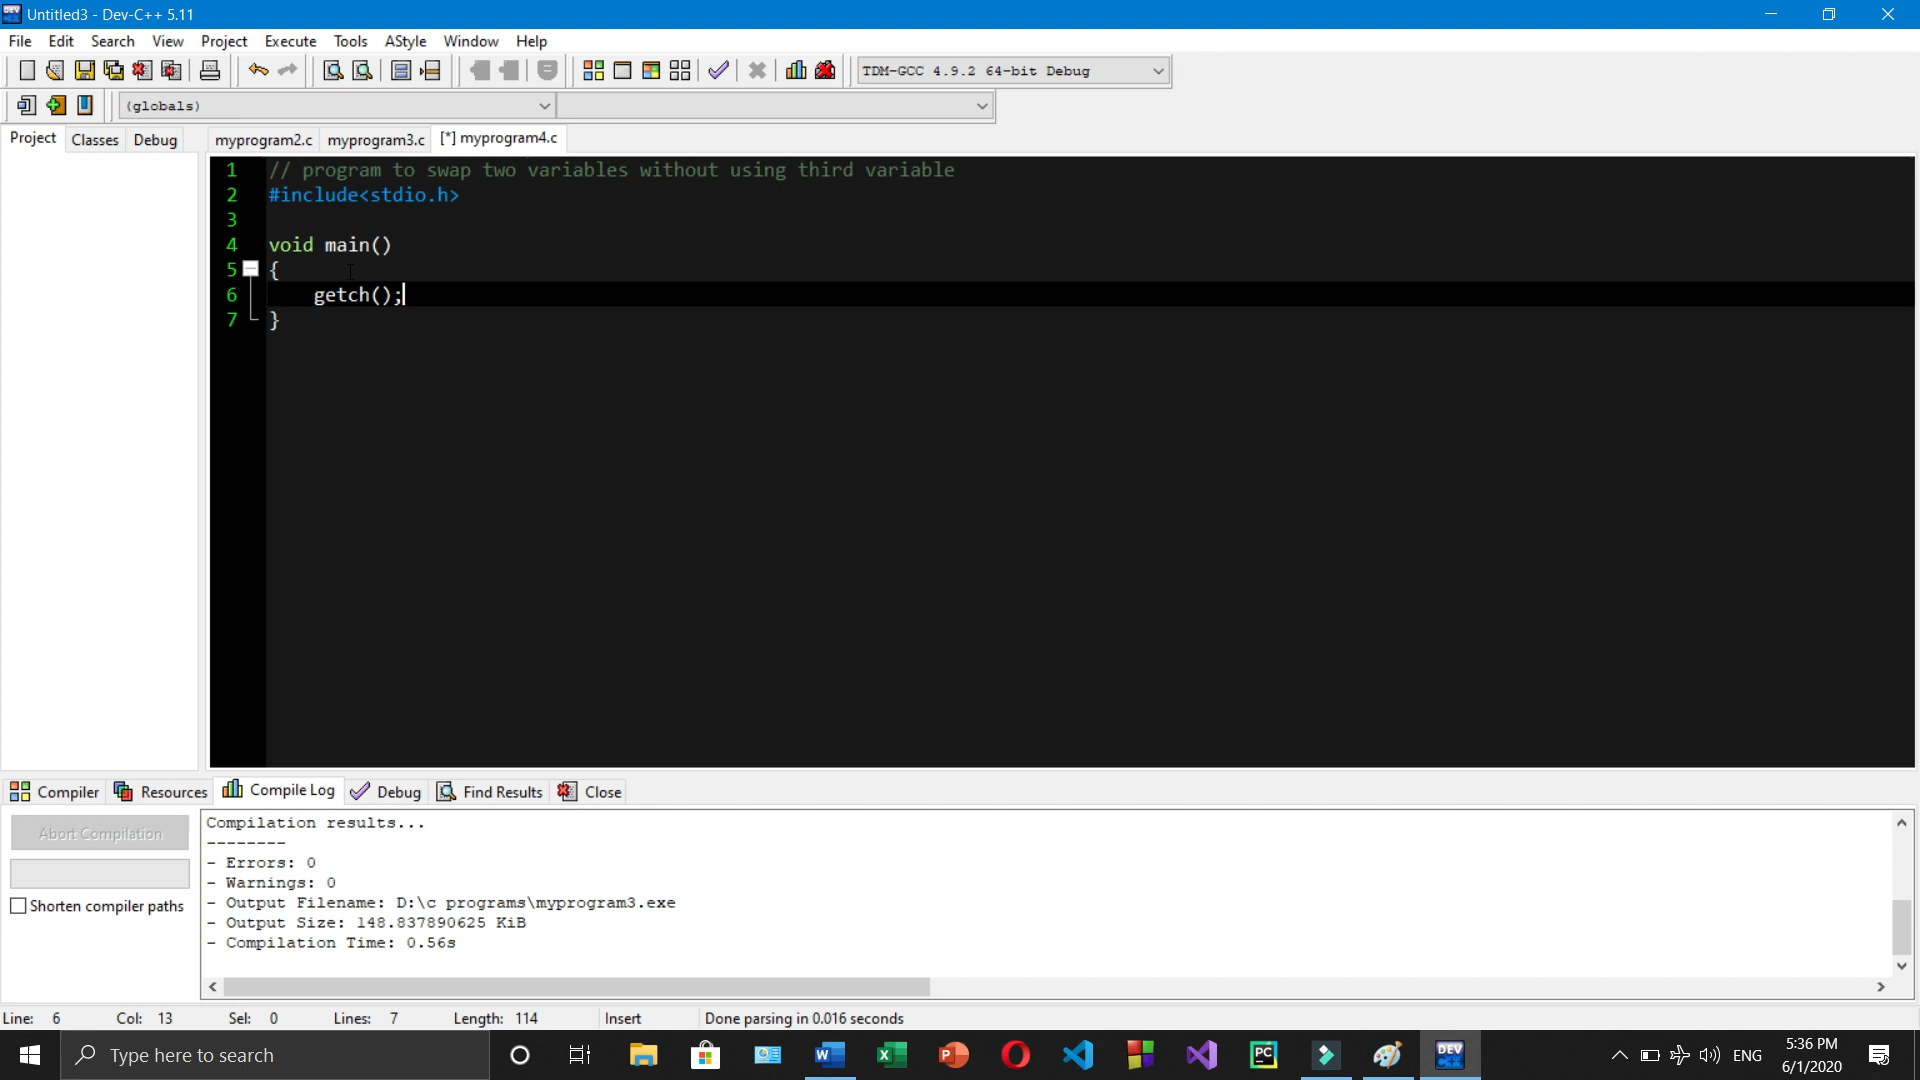 Untitled3 - Dev-C++ 5.11
File Edit Search View Project Execute Tools AStyle Window Help
TDM-GCC 4.9.2 64-bit Debug
(globals)
Project Classes Debug myprogram2.c myprogram3.c [*] myprogram4.c
1 // program to swap two variables without using third variable
2 #include<stdio.h>
3
4 void main()
5 {
6 getch();
7 }
Compiler Resources Compile Log Debug Find Results Close
Abort Compilation
Shorten compiler paths
Compilation results...
--------
- Errors: 0
- Warnings: 0
- Output Filename: D:\c programs\myprogram3.exe
- Output Size: 148.837890625 KiB
- Compilation Time: 0.56s
Line: 6 Col: 13 Sel: 0 Lines: 7 Length: 114 Insert Done parsing in 0.016 seconds
Type here to search
ENG
5:36 PM
6/1/2020